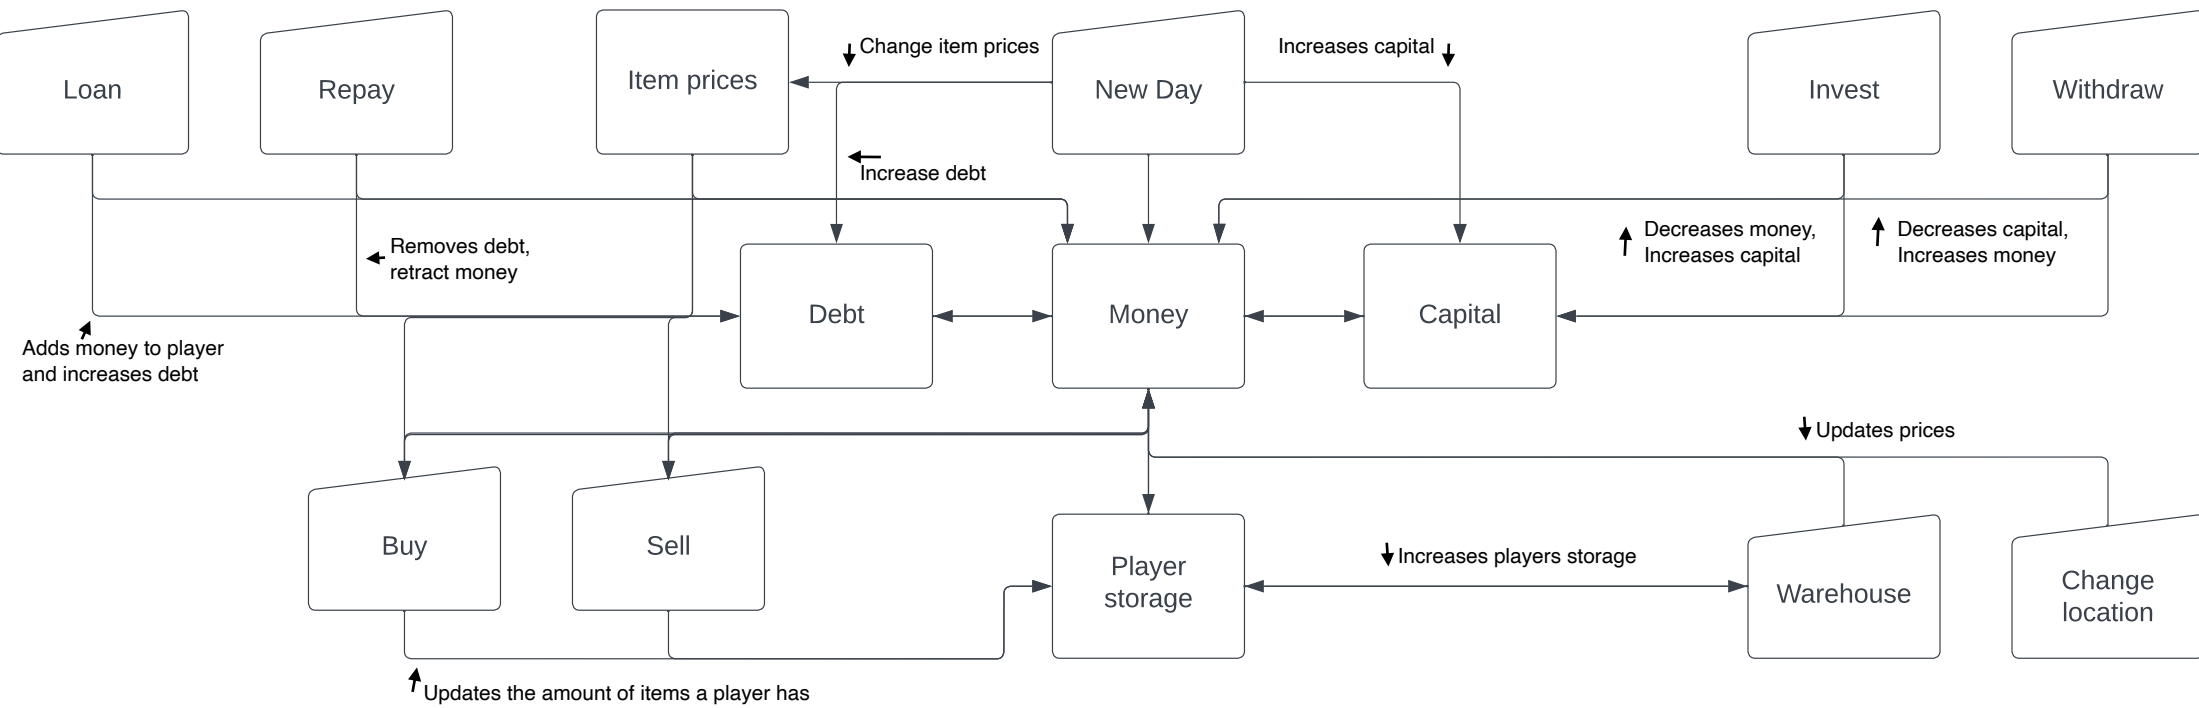 Change item prices
Increases capital
Loan
Repay
Item prices
New Day
Invest
Withdraw
Increase debt
Removes debt,
retract money
Decreases money,
Increases capital
Decreases capital,
Increases money
Debt
Money
Capital
Adds money to player
and increases debt
Updates prices
Buy
Sell
Player
storage
Increases players storage
Warehouse
Change
location
Updates the amount of items a player has